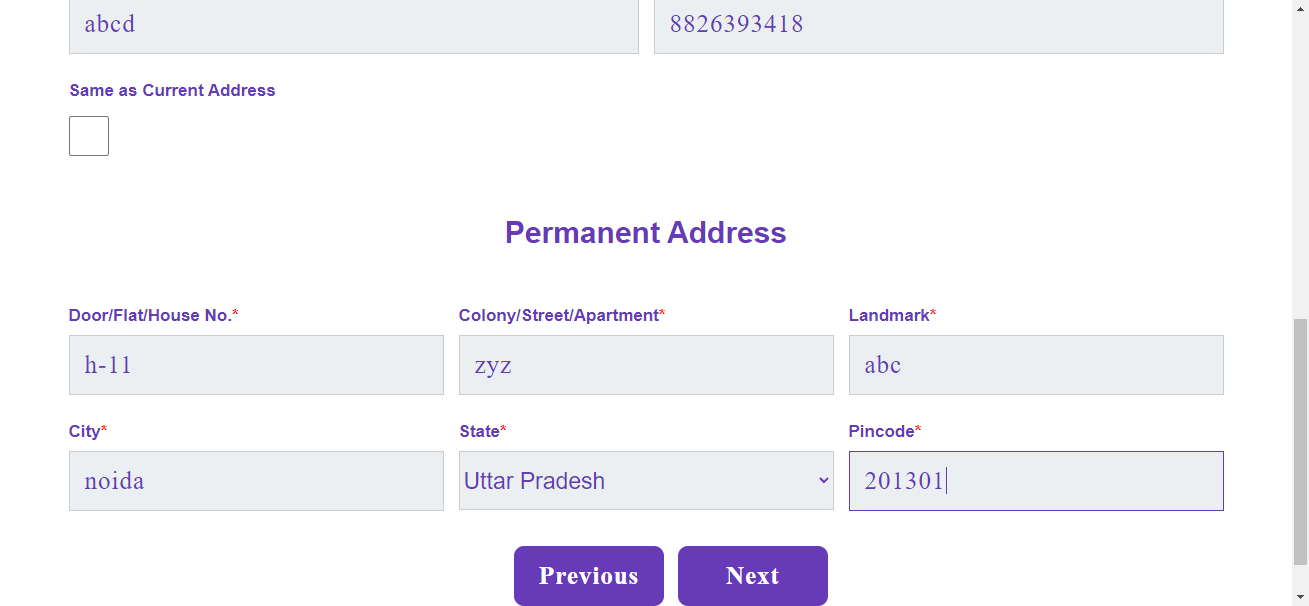 abcd 8826393418
Same as Current Address
Permanent Address
Door/Flat/House No.* Colony/Street/Apartment* Landmark*
h-11 zyz abc
City* State* Pincode*
noida Uttar Pradesh 201301
Previous Next